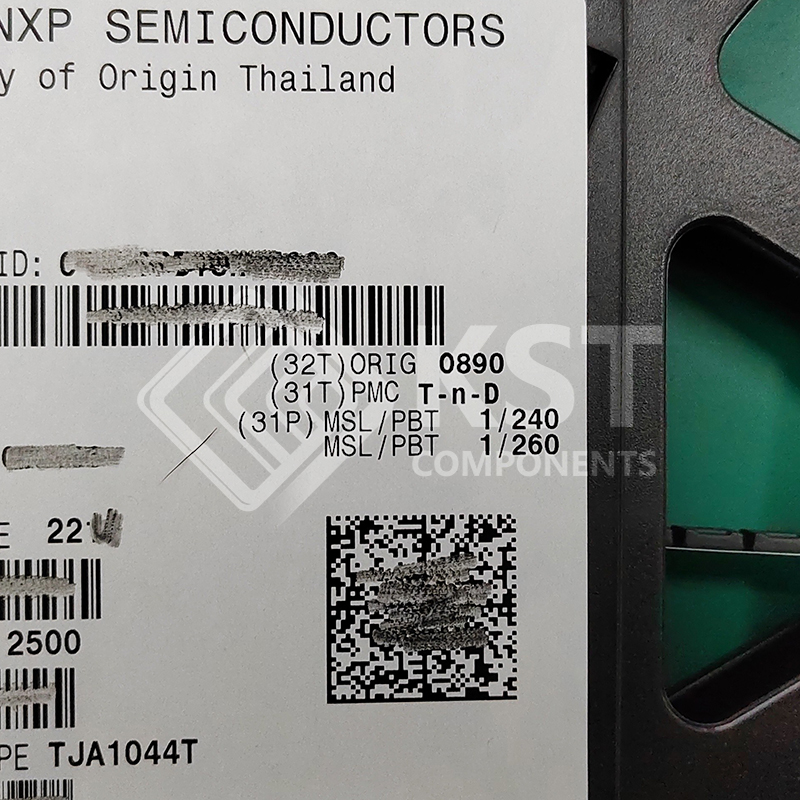 NXP SEMICONDUCTORS
y of Origin Thailand
ID:
(32T)ORIG 0890
(31T)PMC T-n-D
(31P) MSL/PBT 1/240
MSL/PBT 1/260
KST
COMPONENTS
E 22
2500
PE TJA1044T